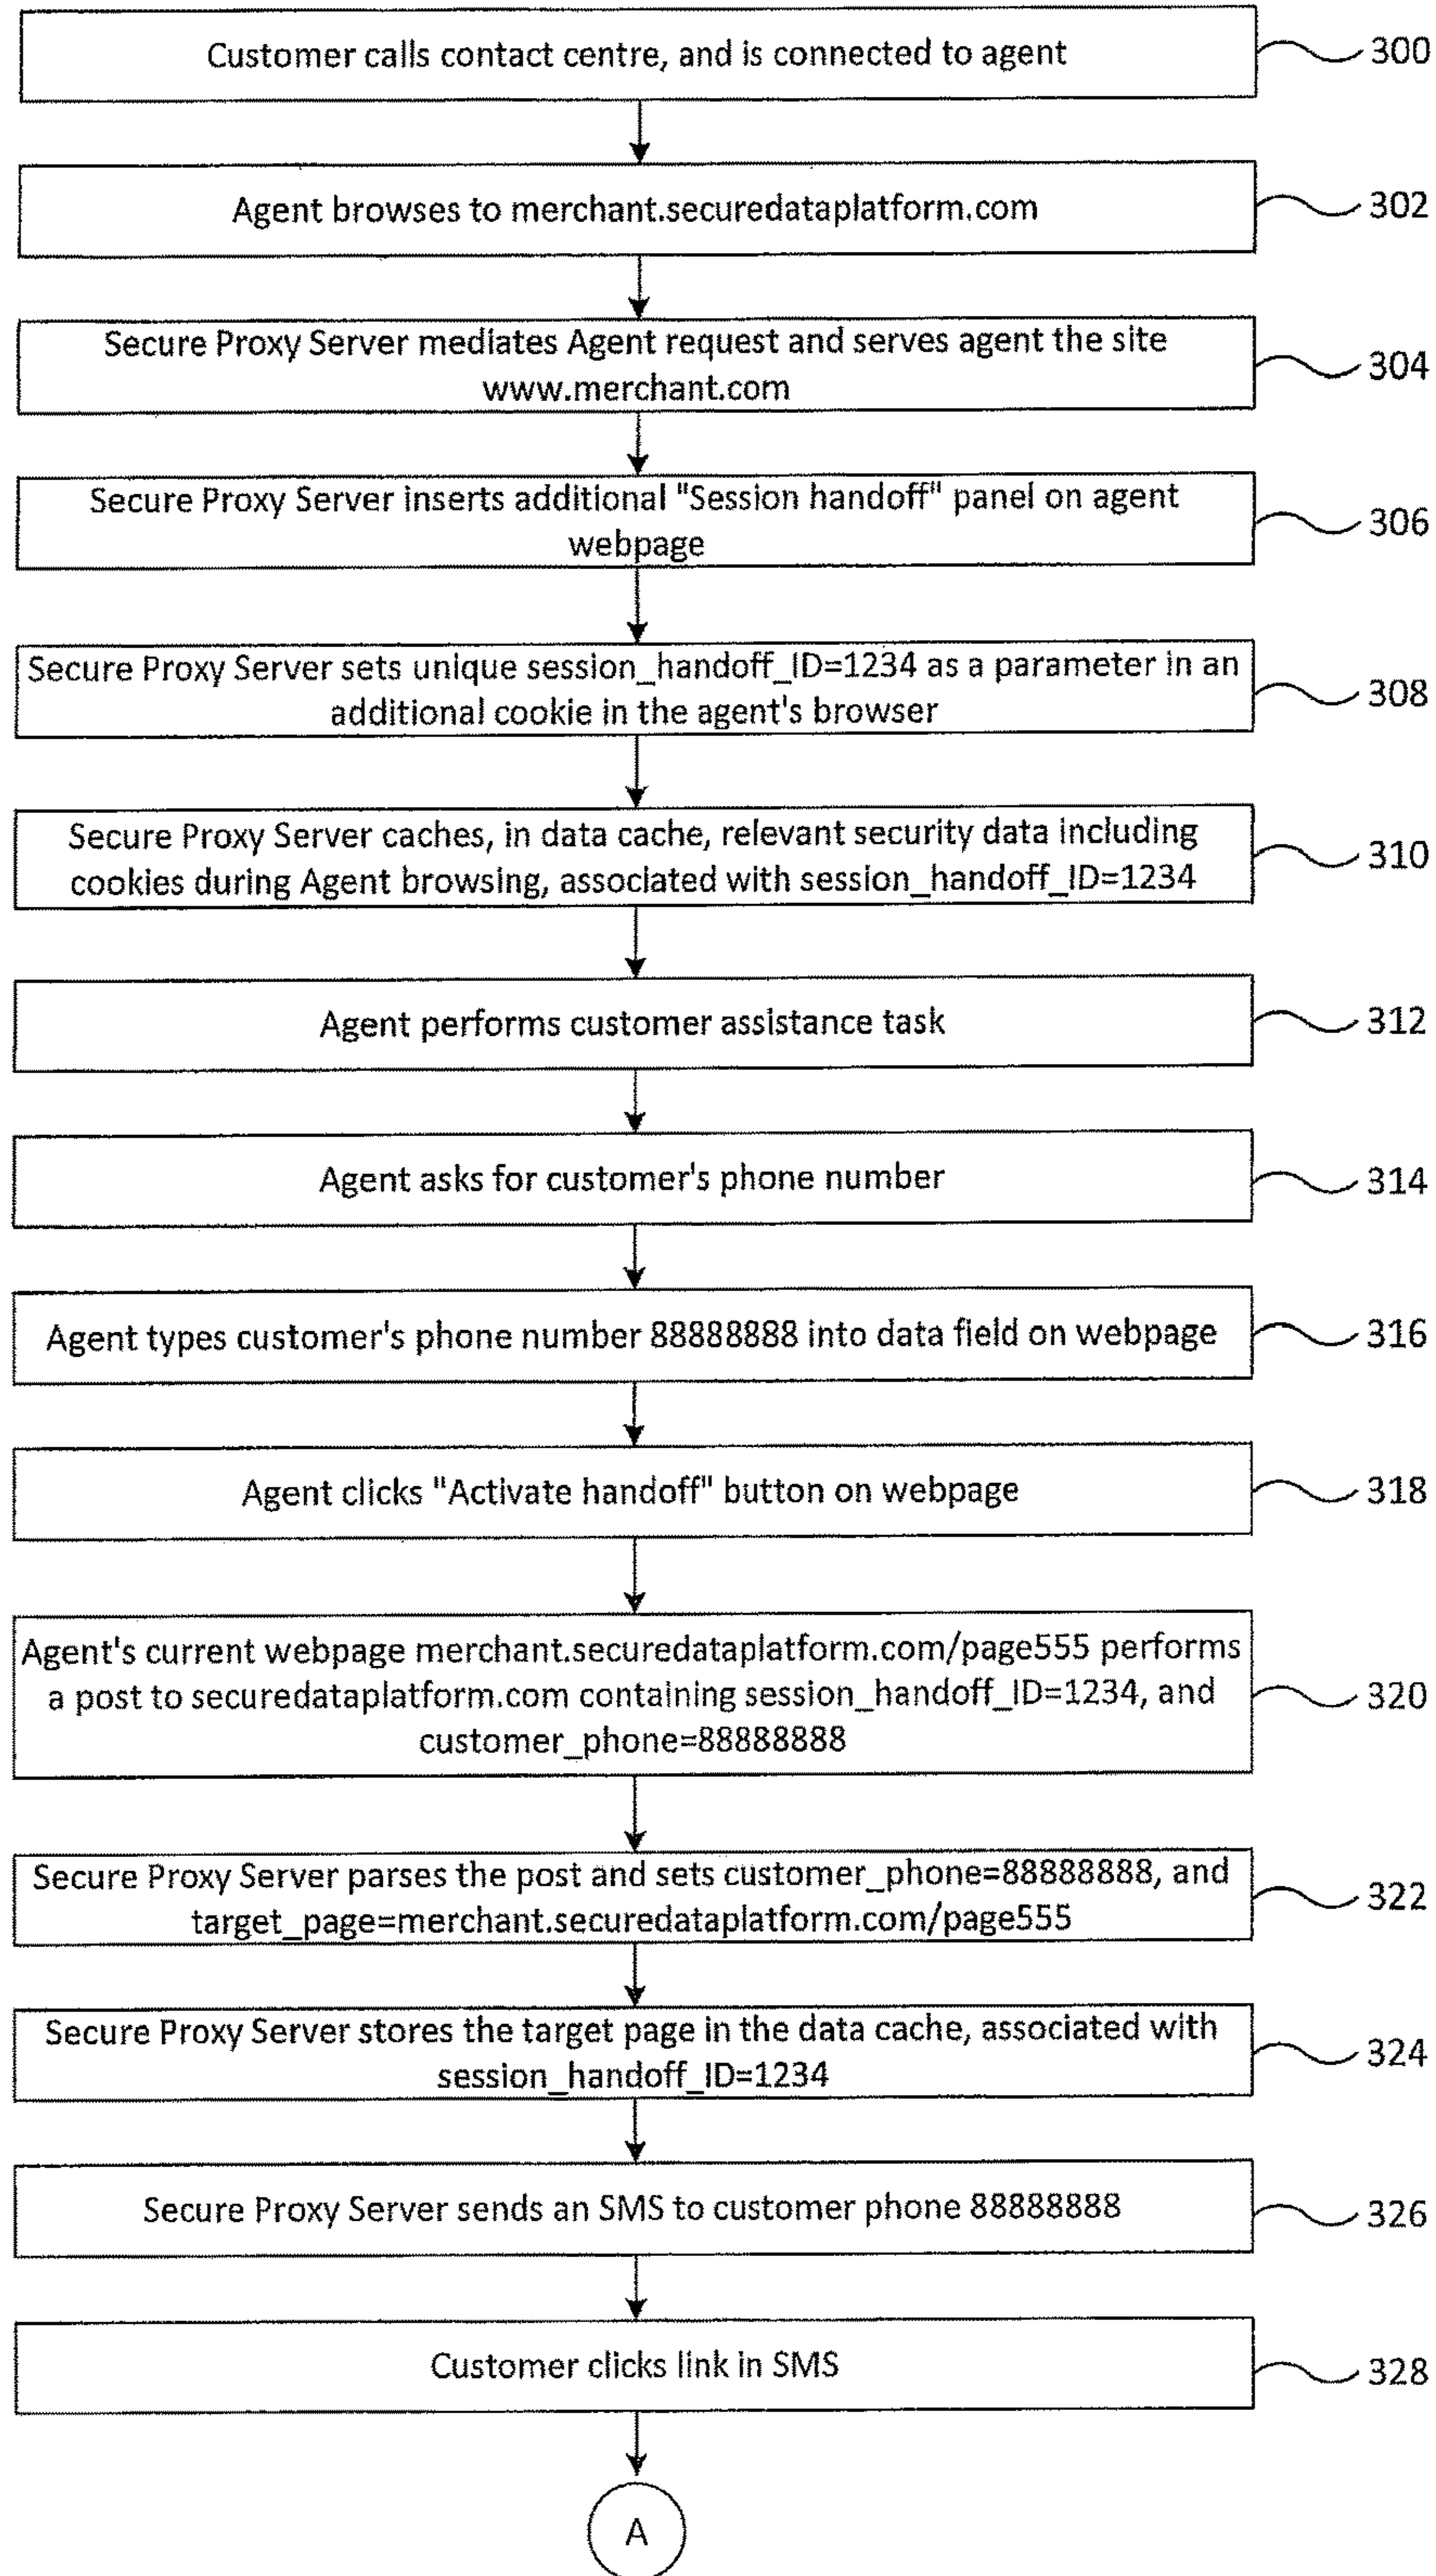 Customer calls contact centre, and is connected to agent
300
Agent browses to merchant.securedataplatform.com
302
Secure Proxy Server mediates Agent request and serves agent the site
www.merchant.com
304
Secure Proxy Server inserts additional "Session handoff" panel on agent
webpage
306
Secure Proxy Server sets unique session_handoff_ID=1234 as a parameter in an
additional cookie in the agent's browser
308
Secure Proxy Server caches, in data cache, relevant security data including
cookies during Agent browsing, associated with session_handoff_ID=1234
310
Agent performs customer assistance task
312
Agent asks for customer's phone number
314
Agent types customer's phone number 88888888 into data field on webpage
316
Agent clicks "Activate handoff" button on webpage
318
Agent's current webpage merchant.securedataplatform.com/page555 performs
a post to securedataplatform.com containing session_handoff_ID=1234, and
customer_phone=88888888
320
Secure Proxy Server parses the post and sets customer_phone=88888888, and
target_page=merchant.securedataplatform.com/page555
322
Secure Proxy Server stores the target page in the data cache, associated with
session_handoff_ID=1234
324
Secure Proxy Server sends an SMS to customer phone 88888888
326
Customer clicks link in SMS
328
A